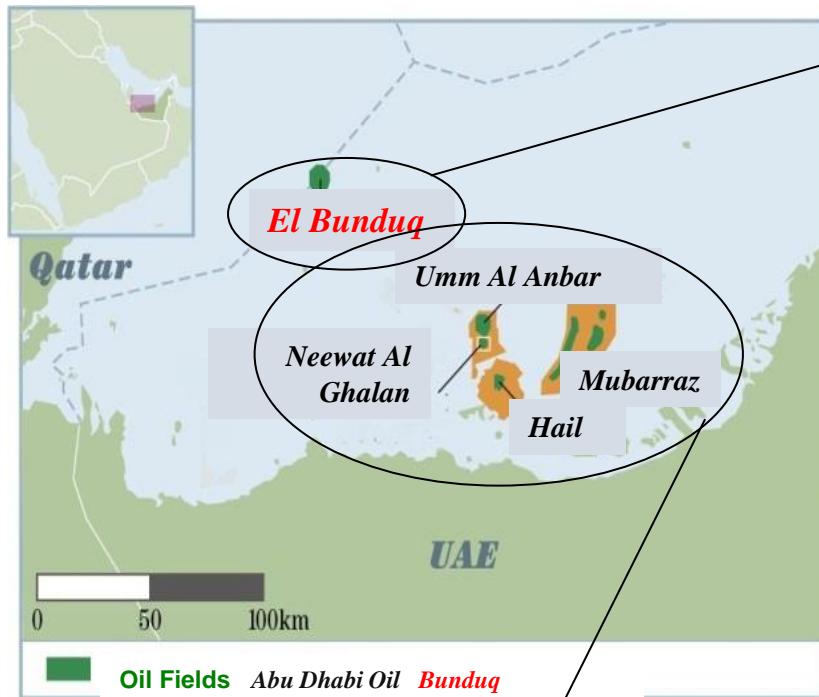 El Bunduq
Qatar
Umm Al Anbar
Neewat Al
Ghalan
Mubarraz
Hail
UAE
0 50 100km
Oil Fields Abu Dhabi Oil Bunduq